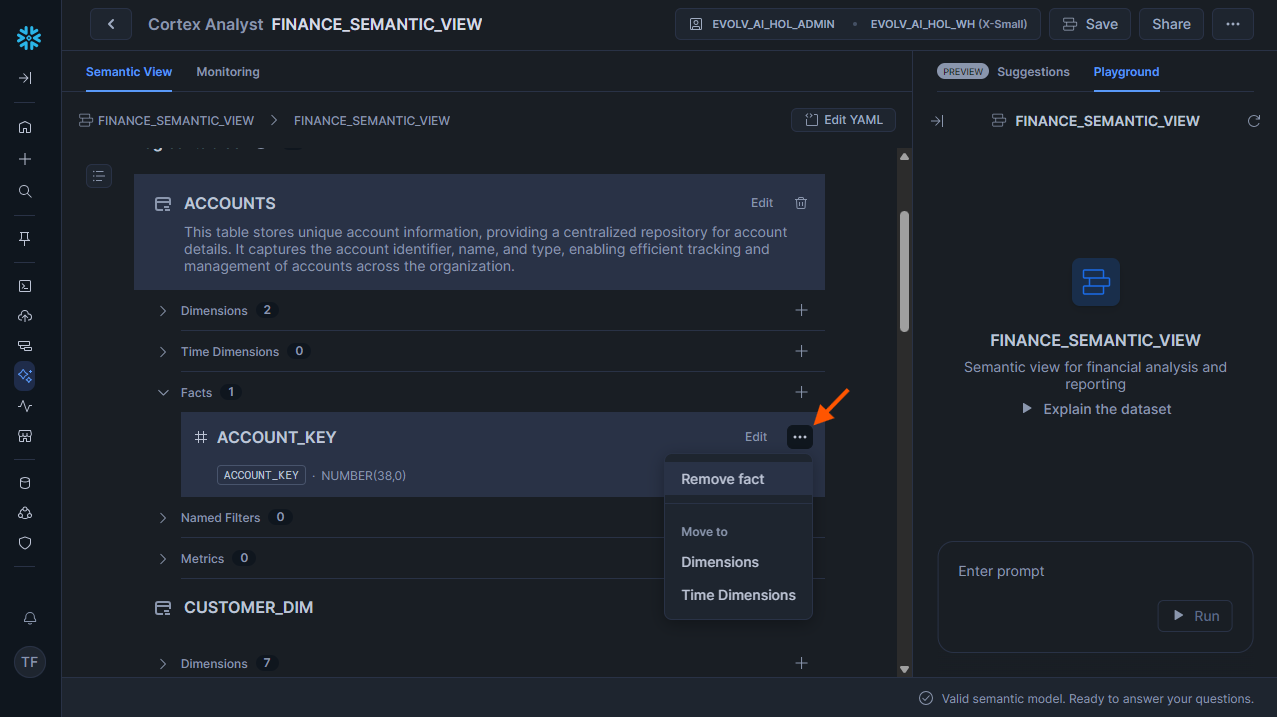 Cortex Analyst FINANCE_SEMANTIC_VIEW
EVOLV_AI_HOL_ADMIN • EVOLV_AI_HOL_WH (X-Small)
Save
Share
Semantic View
Monitoring
PREVIEW
Suggestions
Playground
FINANCE_SEMANTIC_VIEW
FINANCE_SEMANTIC_VIEW
Edit YAML
FINANCE_SEMANTIC_VIEW
ACCOUNTS
Edit
This table stores unique account information, providing a centralized repository for account
details. It captures the account identifier, name, and type, enabling efficient tracking and
management of accounts across the organization.
Dimensions 2
Time Dimensions 0
Facts 1
ACCOUNT_KEY
Edit
ACCOUNT_KEY · NUMBER(38,0)
Remove fact
Move to
Dimensions
Time Dimensions
Named Filters 0
Metrics 0
CUSTOMER_DIM
Dimensions 7
FINANCE_SEMANTIC_VIEW
Semantic view for financial analysis and
reporting
Explain the dataset
Enter prompt
Run
TF
Valid semantic model. Ready to answer your questions.